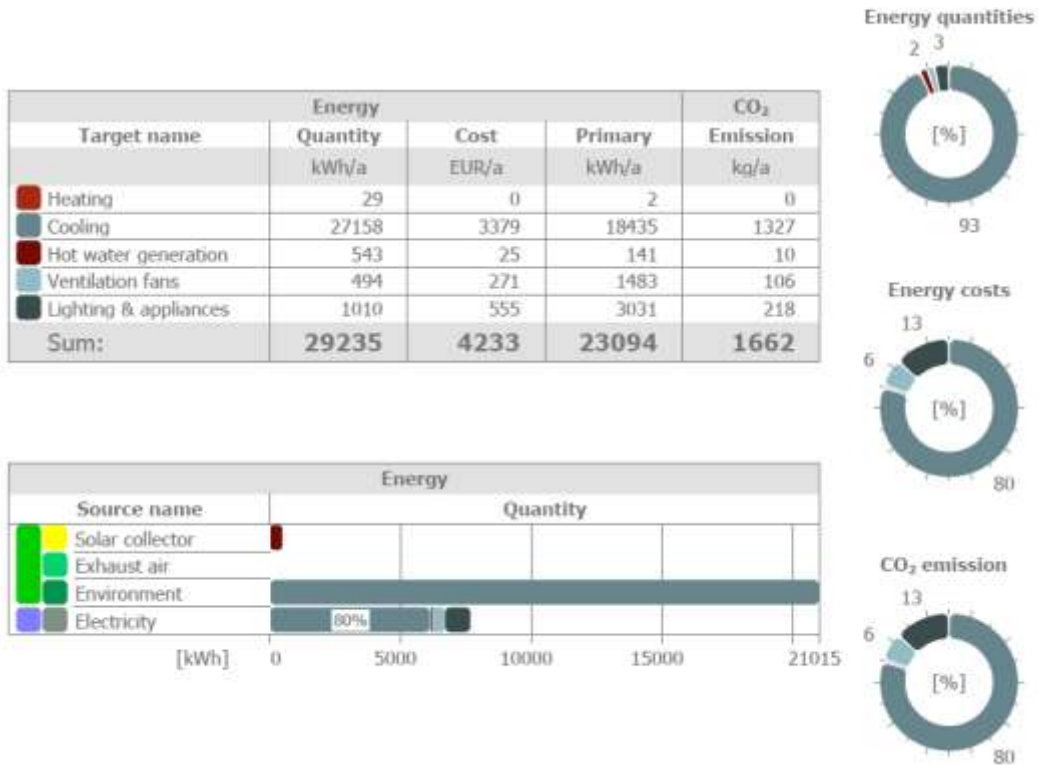 Energy CO₂
Target name Quantity Cost Primary Emission
kWh/a EUR/a kWh/a kg/a
Heating 29 0 2 0
Cooling 27158 3379 18435 1327
Hot water generation 543 25 141 10
Ventilation fans 494 271 1483 106
Lighting & appliances 1010 555 3031 218
Sum: 29235 4233 23094 1662
Energy
Source name Quantity
Solar collector
Exhaust air
Environment
Electricity 80%
[kWh] 0 5000 10000 15000 21015
Energy quantities
2 3
[%]
93
Energy costs
13
6
[%]
80
CO₂ emission
13
6
[%]
80